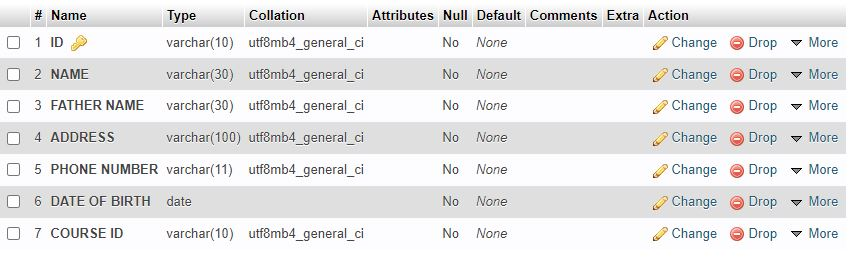 # Name Type Collation Attributes Null Default Comments Extra Action
1 ID varchar(10) utf8mb4_general_ci No None Change Drop More
2 NAME varchar(30) utf8mb4_general_ci No None Change Drop More
3 FATHER NAME varchar(30) utf8mb4_general_ci No None Change Drop More
4 ADDRESS varchar(100) utf8mb4_general_ci No None Change Drop More
5 PHONE NUMBER varchar(11) utf8mb4_general_ci No None Change Drop More
6 DATE OF BIRTH date No None Change Drop More
7 COURSE ID varchar(10) utf8mb4_general_ci No None Change Drop More